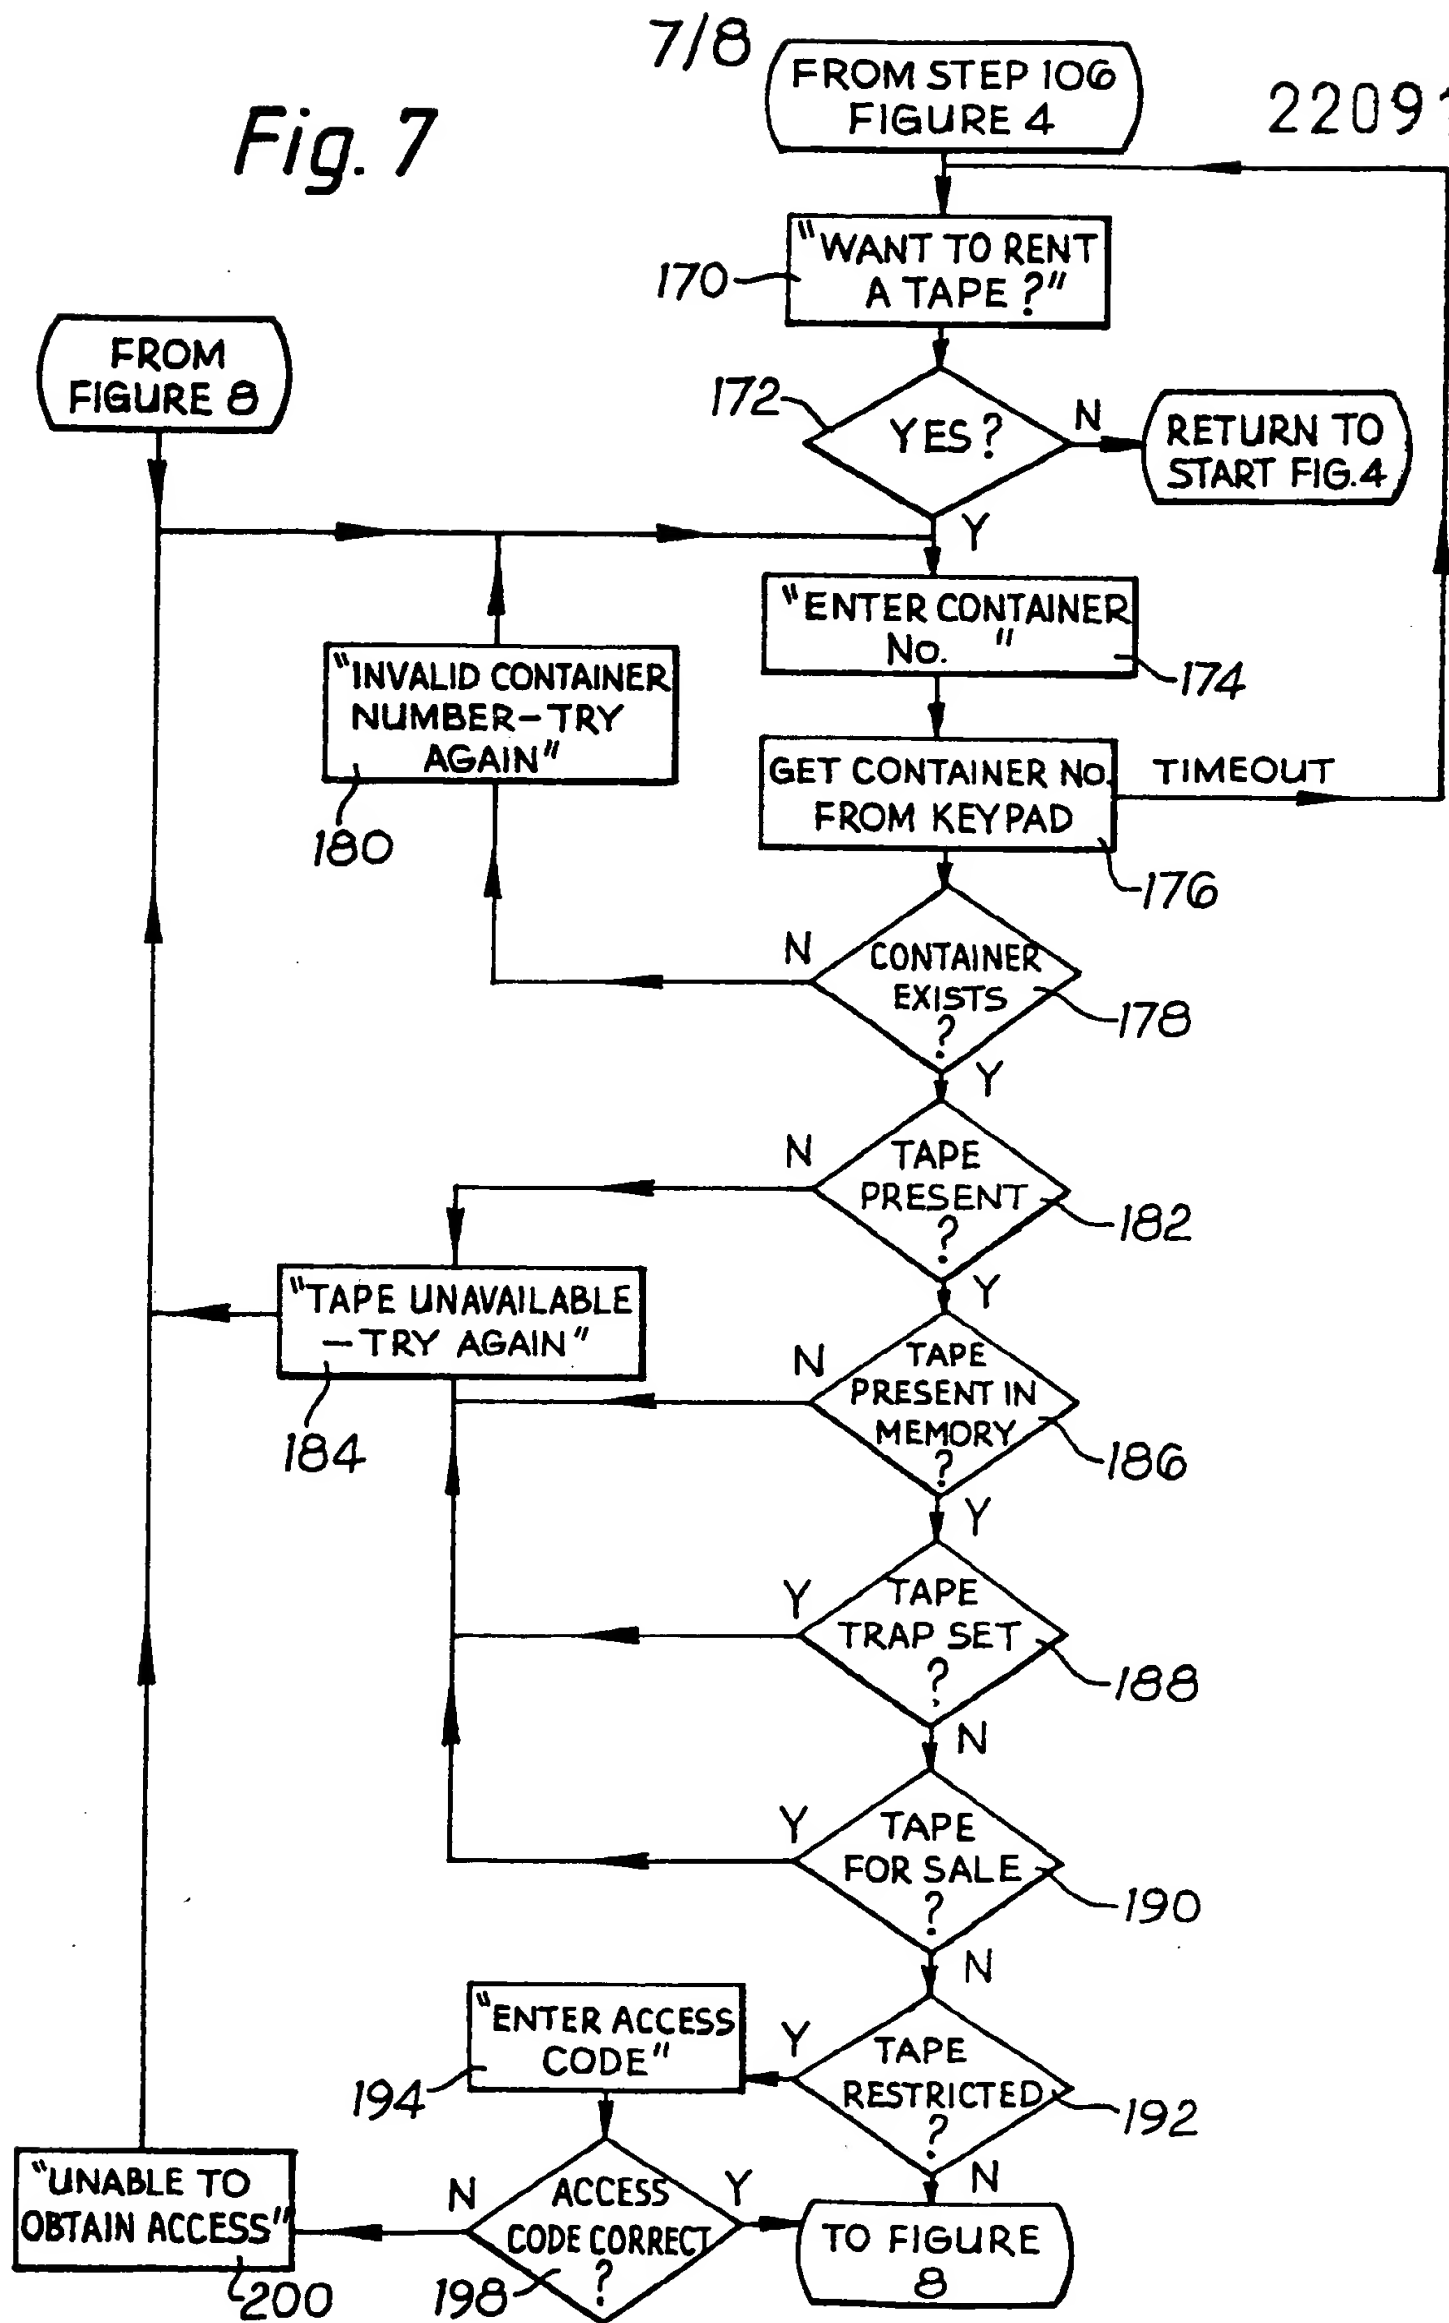 7/8
2209
Fig. 7
FROM STEP 106
FIGURE 4
"WANT TO RENT
A TAPE?"
170
FROM
FIGURE 8
172
YES?
N
RETURN TO
START FIG.4
Y
"ENTER CONTAINER
No. "
174
"INVALID CONTAINER
NUMBER-TRY
AGAIN"
180
GET CONTAINER No.
FROM KEYPAD
TIMEOUT
176
N
CONTAINER
EXISTS
?
178
Y
N
TAPE
PRESENT
?
182
Y
"TAPE UNAVAILABLE
-TRY AGAIN"
184
N
TAPE
PRESENT IN
MEMORY
?
186
Y
Y
TAPE
TRAP SET
?
188
N
Y
TAPE
FOR SALE
?
190
N
"ENTER ACCESS
CODE"
194
Y
TAPE
RESTRICTED
?
192
N
"UNABLE TO
OBTAIN ACCESS"
200
N
ACCESS
CODE CORRECT
?
198
Y
TO FIGURE
8